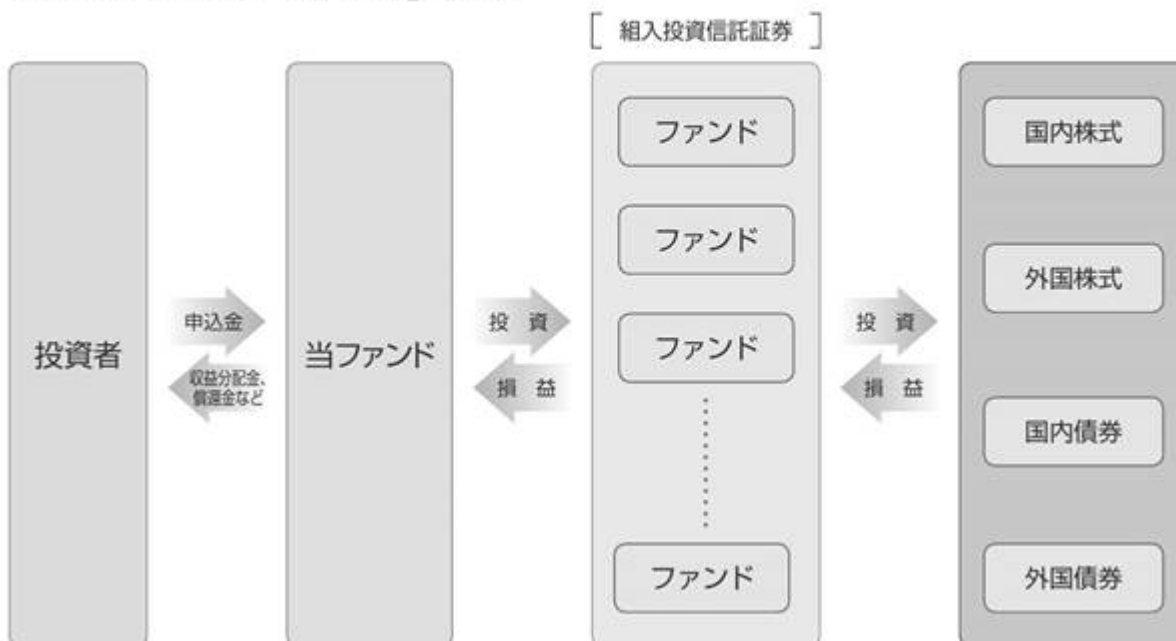 組入投資信託証券
投資者
申込金
収益分配金、
償還金など
当ファンド
投 資
損 益
ファンド
ファンド
ファンド
ファンド
投 資
損 益
国内株式
外国株式
国内債券
外国債券